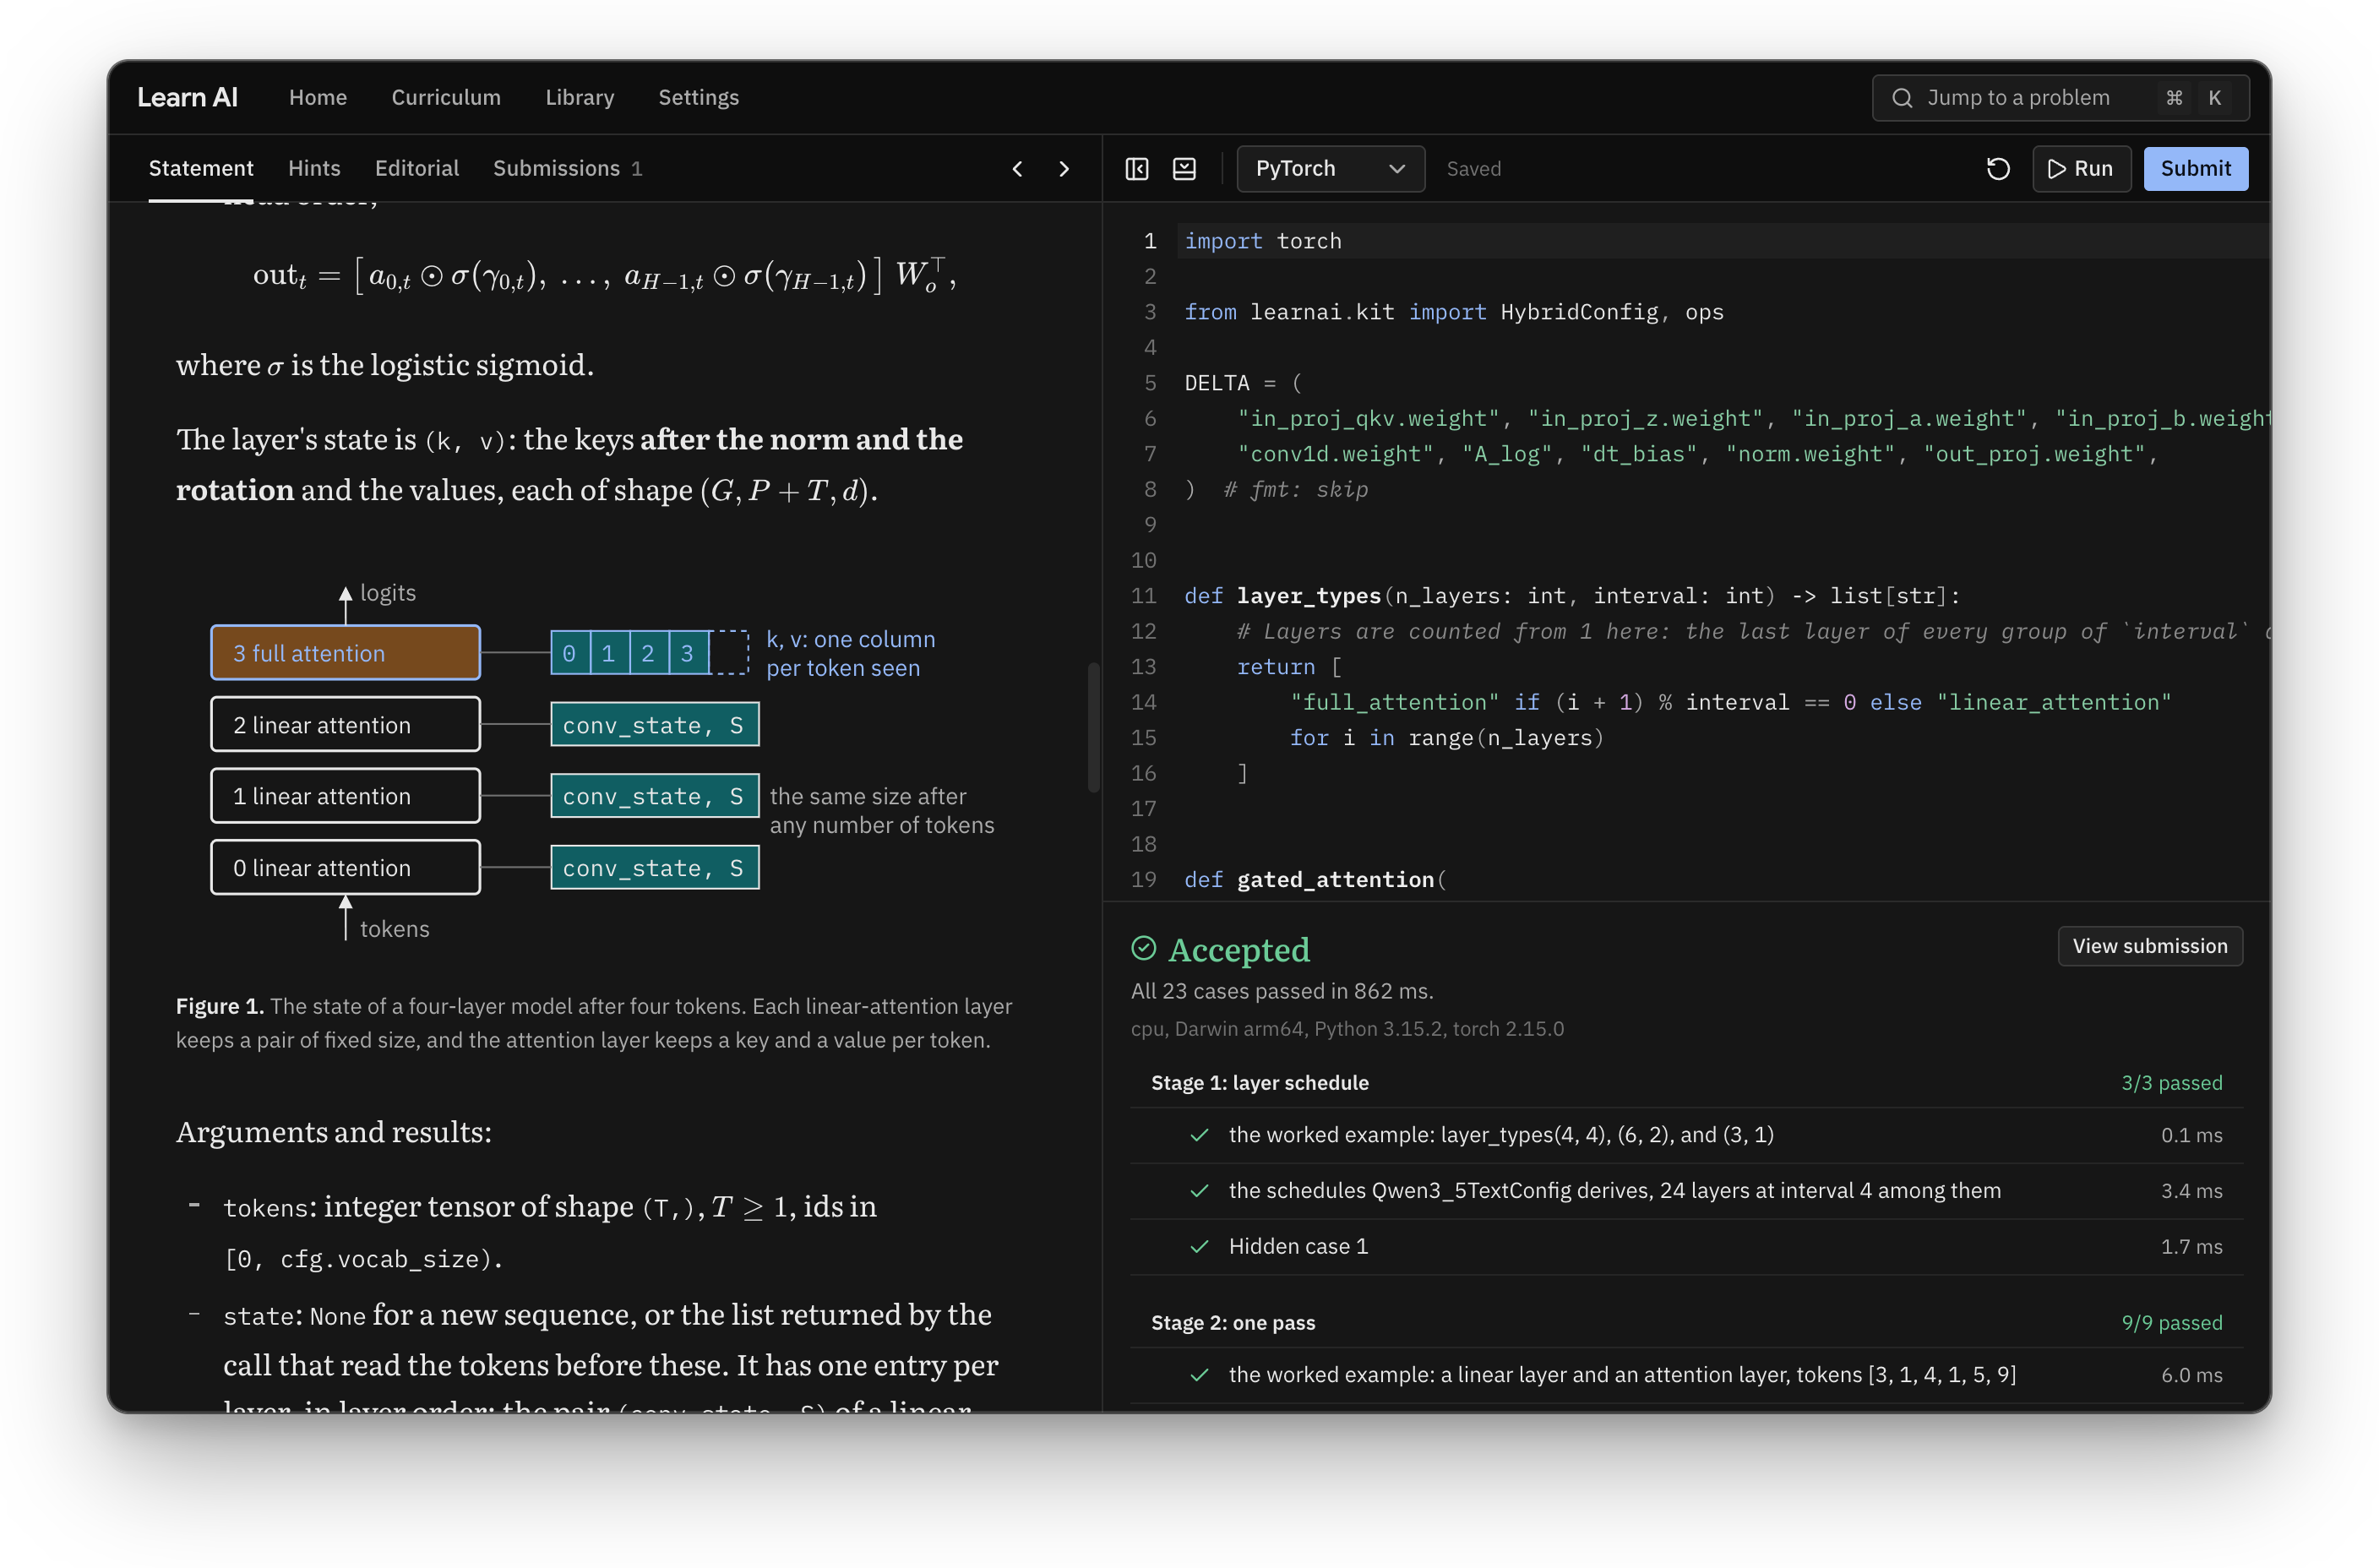 Learn AI Home Curriculum Library Settings Jump to a problem ⌘ K
Statement Hints Editorial Submissions 1
out_t = [ a_{0,t} ⊙ σ(γ_{0,t}), …, a_{H−1,t} ⊙ σ(γ_{H−1,t}) ] W_o^⊤,
where σ is the logistic sigmoid.
The layer's state is (k, v): the keys after the norm and the
rotation and the values, each of shape (G, P + T, d).
logits
3 full attention 0 1 2 3 k, v: one column
per token seen
2 linear attention conv_state, S
1 linear attention conv_state, S the same size after
any number of tokens
0 linear attention conv_state, S
tokens
Figure 1. The state of a four-layer model after four tokens. Each linear-attention layer
keeps a pair of fixed size, and the attention layer keeps a key and a value per token.
Arguments and results:
- tokens: integer tensor of shape (T,), T ≥ 1, ids in
[0, cfg.vocab_size).
- state: None for a new sequence, or the list returned by the
call that read the tokens before these. It has one entry per
layer, in layer order: the pair (conv_state, S) of a linear
PyTorch Saved Run Submit
1 import torch
2
3 from learnai.kit import HybridConfig, ops
4
5 DELTA = (
6 "in_proj_qkv.weight", "in_proj_z.weight", "in_proj_a.weight", "in_proj_b.weight
7 "conv1d.weight", "A_log", "dt_bias", "norm.weight", "out_proj.weight",
8 ) # fmt: skip
9
10
11 def layer_types(n_layers: int, interval: int) -> list[str]:
12 # Layers are counted from 1 here: the last layer of every group of `interval`
13 return [
14 "full_attention" if (i + 1) % interval == 0 else "linear_attention"
15 for i in range(n_layers)
16 ]
17
18
19 def gated_attention(
Accepted View submission
All 23 cases passed in 862 ms.
cpu, Darwin arm64, Python 3.15.2, torch 2.15.0
Stage 1: layer schedule 3/3 passed
the worked example: layer_types(4, 4), (6, 2), and (3, 1) 0.1 ms
the schedules Qwen3_5TextConfig derives, 24 layers at interval 4 among them 3.4 ms
Hidden case 1 1.7 ms
Stage 2: one pass 9/9 passed
the worked example: a linear layer and an attention layer, tokens [3, 1, 4, 1, 5, 9] 6.0 ms